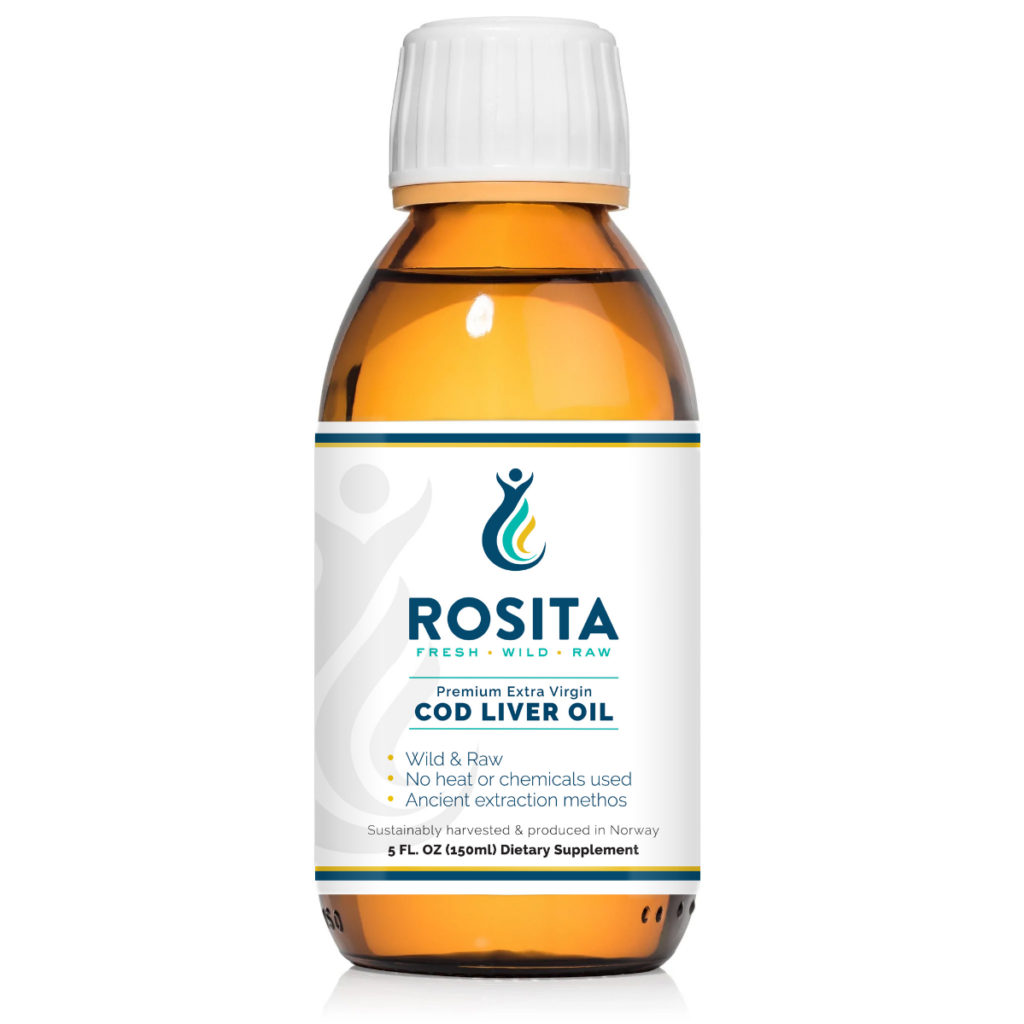 ROSITA
FRESH • WILD • RAW
Premium Extra Virgin
COD LIVER OIL
• Wild & Raw
• No heat or chemicals used
• Ancient extraction methos
Sustainably harvested & produced in Norway
5 FL. OZ (150ml) Dietary Supplement